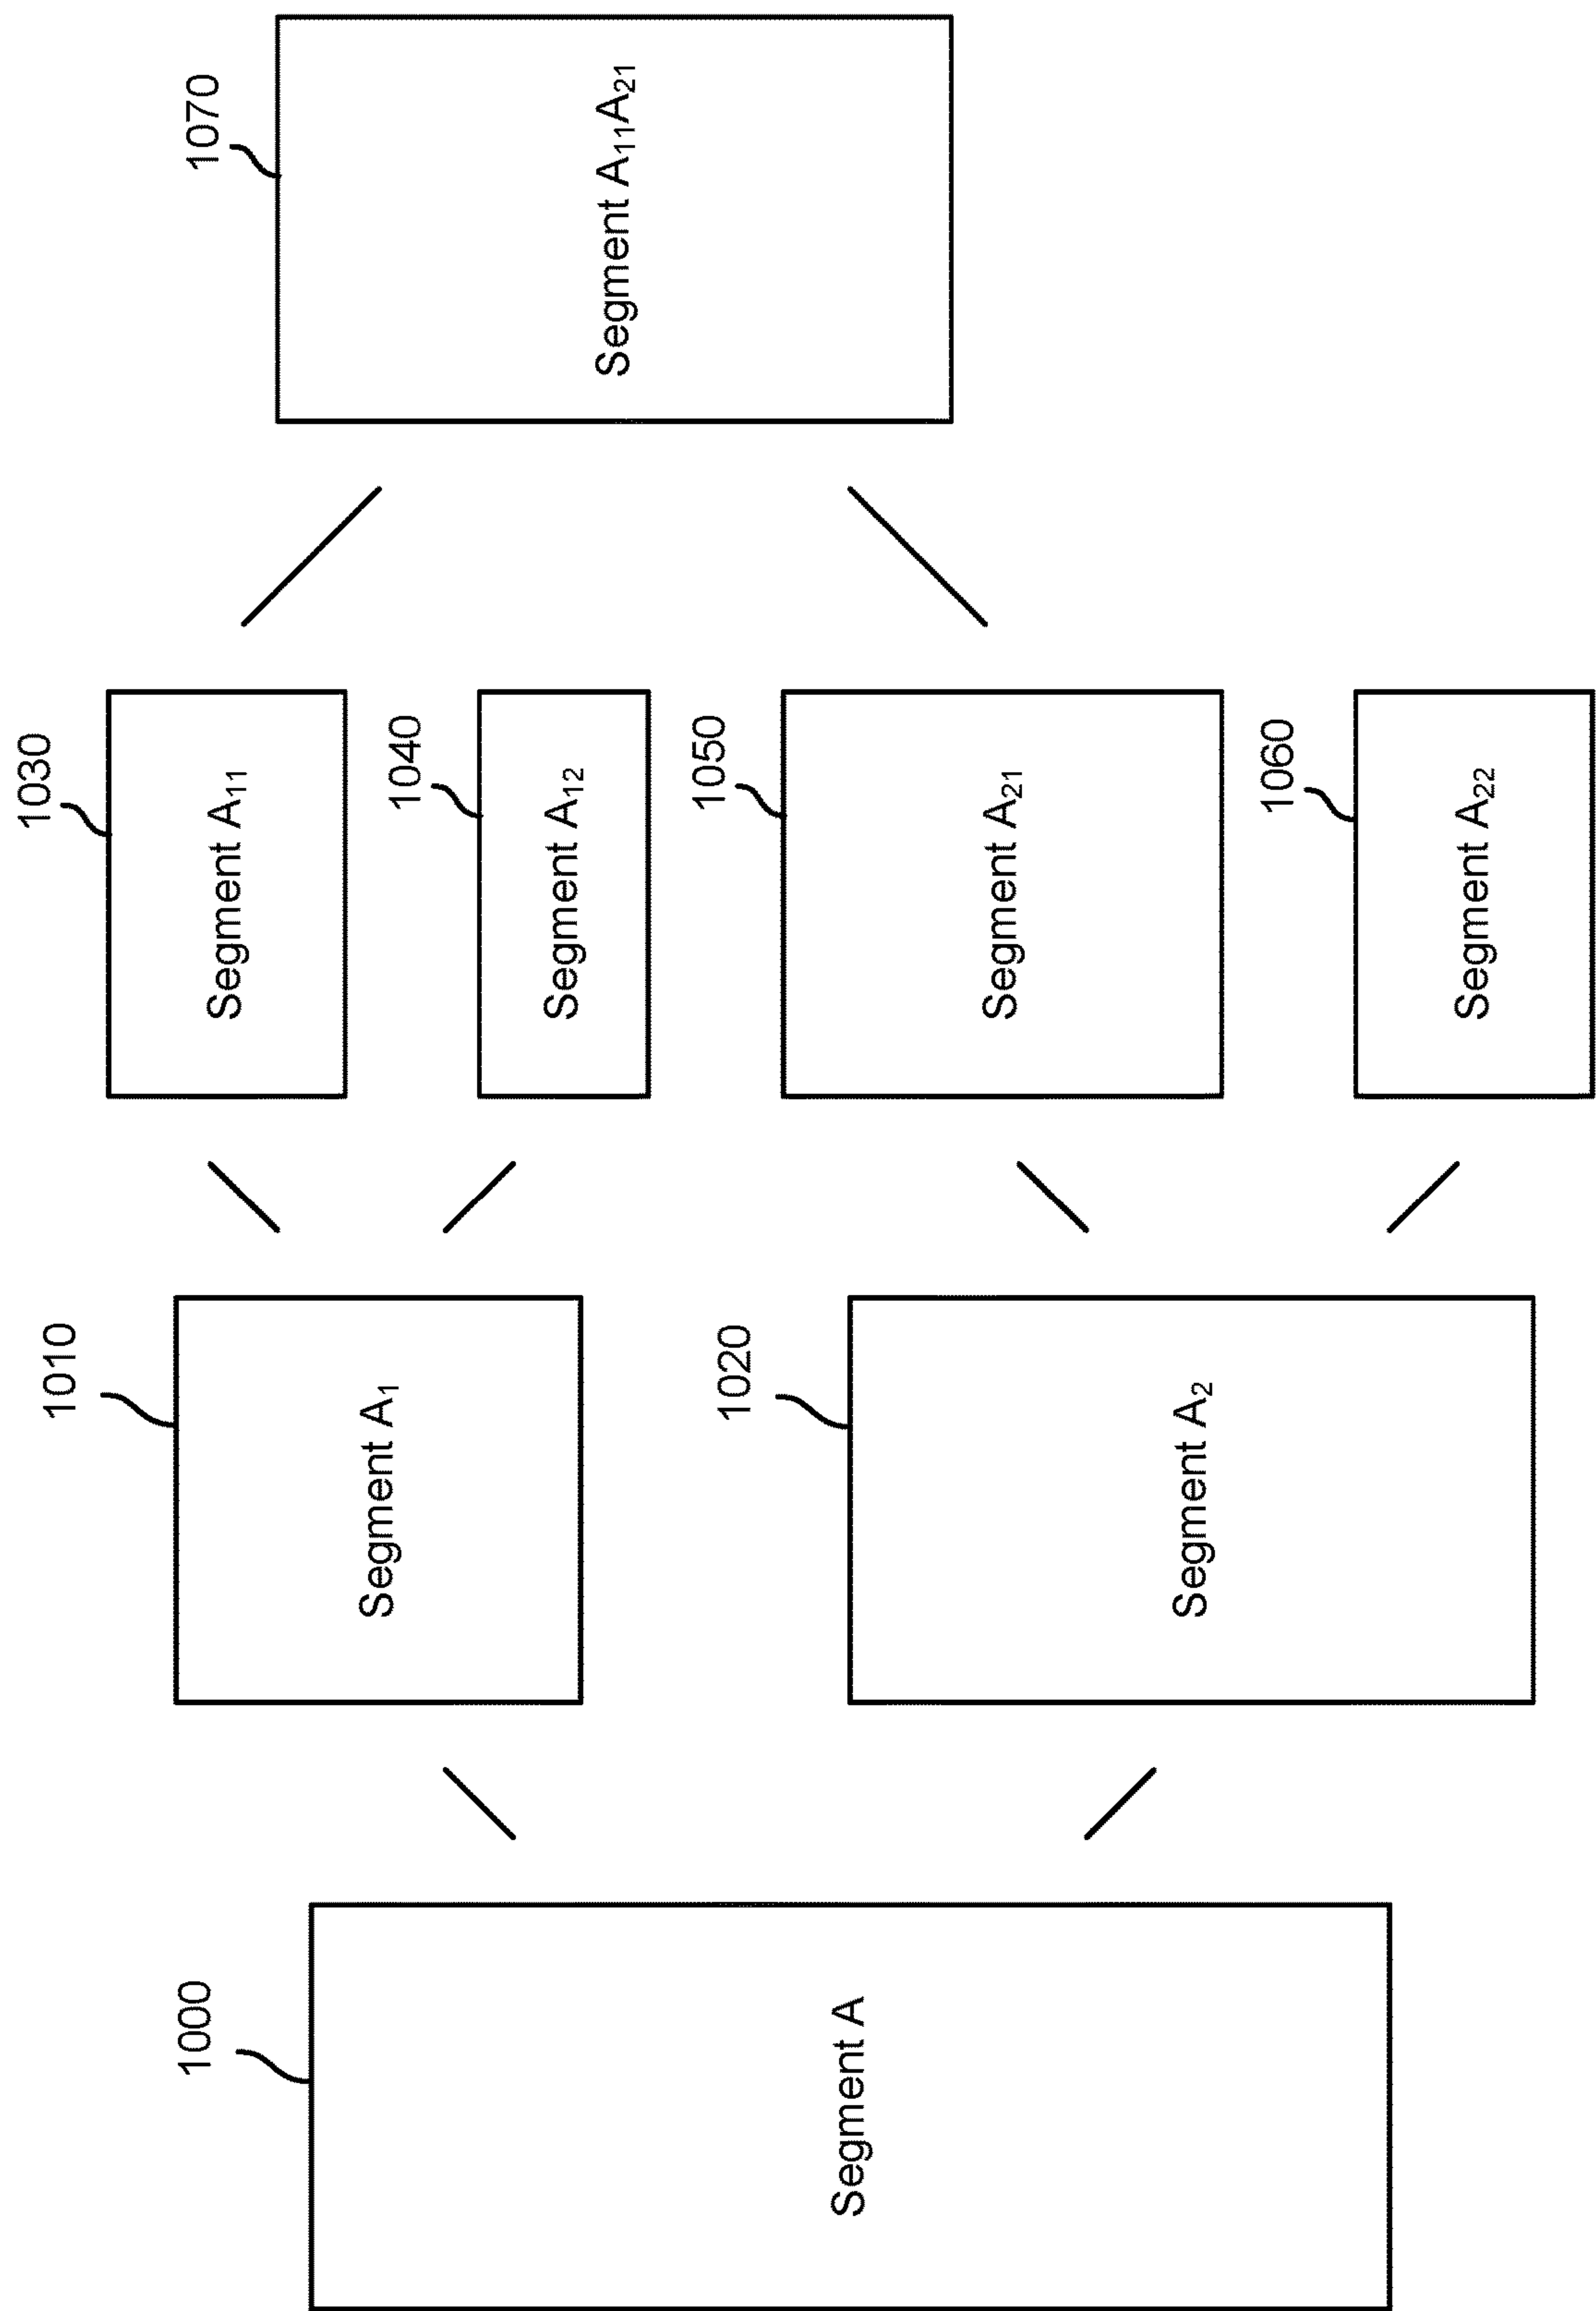 1000
Segment A
1010
Segment A₁
1020
Segment A₂
1030
Segment A₁₁
1040
Segment A₁₂
1050
Segment A₂₁
1060
Segment A₂₂
1070
Segment A₁₁A₂₁